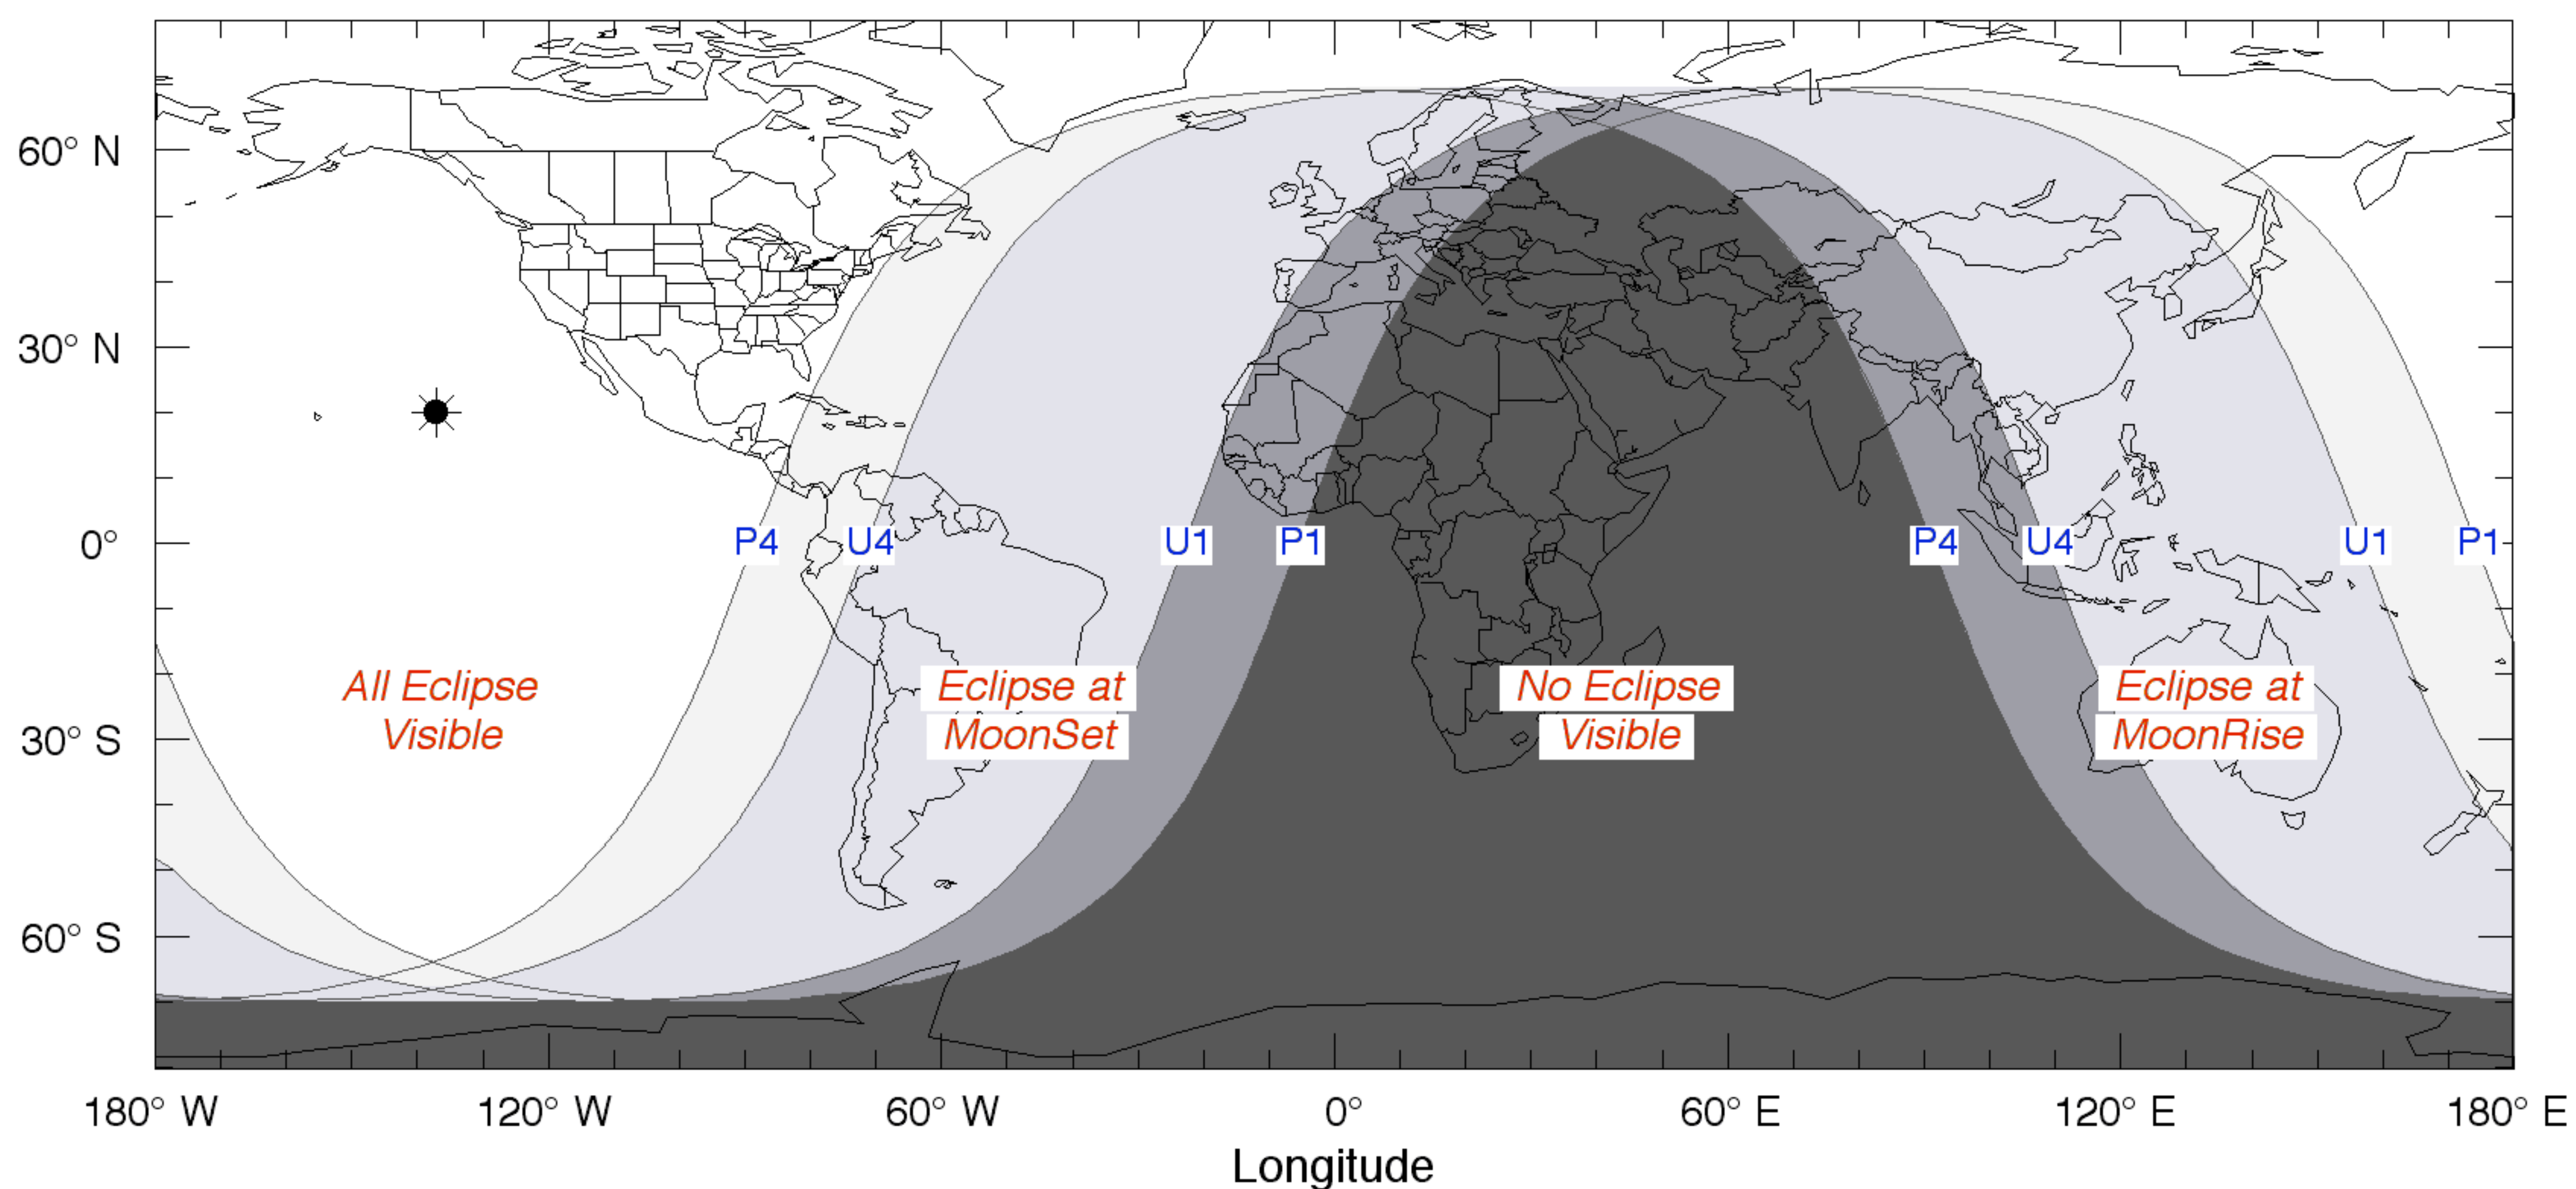 60° N
30° N
0°
30° S
60° S
P4
U4
U1
P1
P4
U4
U1
P1
All Eclipse
Visible
Eclipse at
MoonSet
No Eclipse
Visible
Eclipse at
MoonRise
180° W
120° W
60° W
0°
60° E
120° E
180° E
Longitude